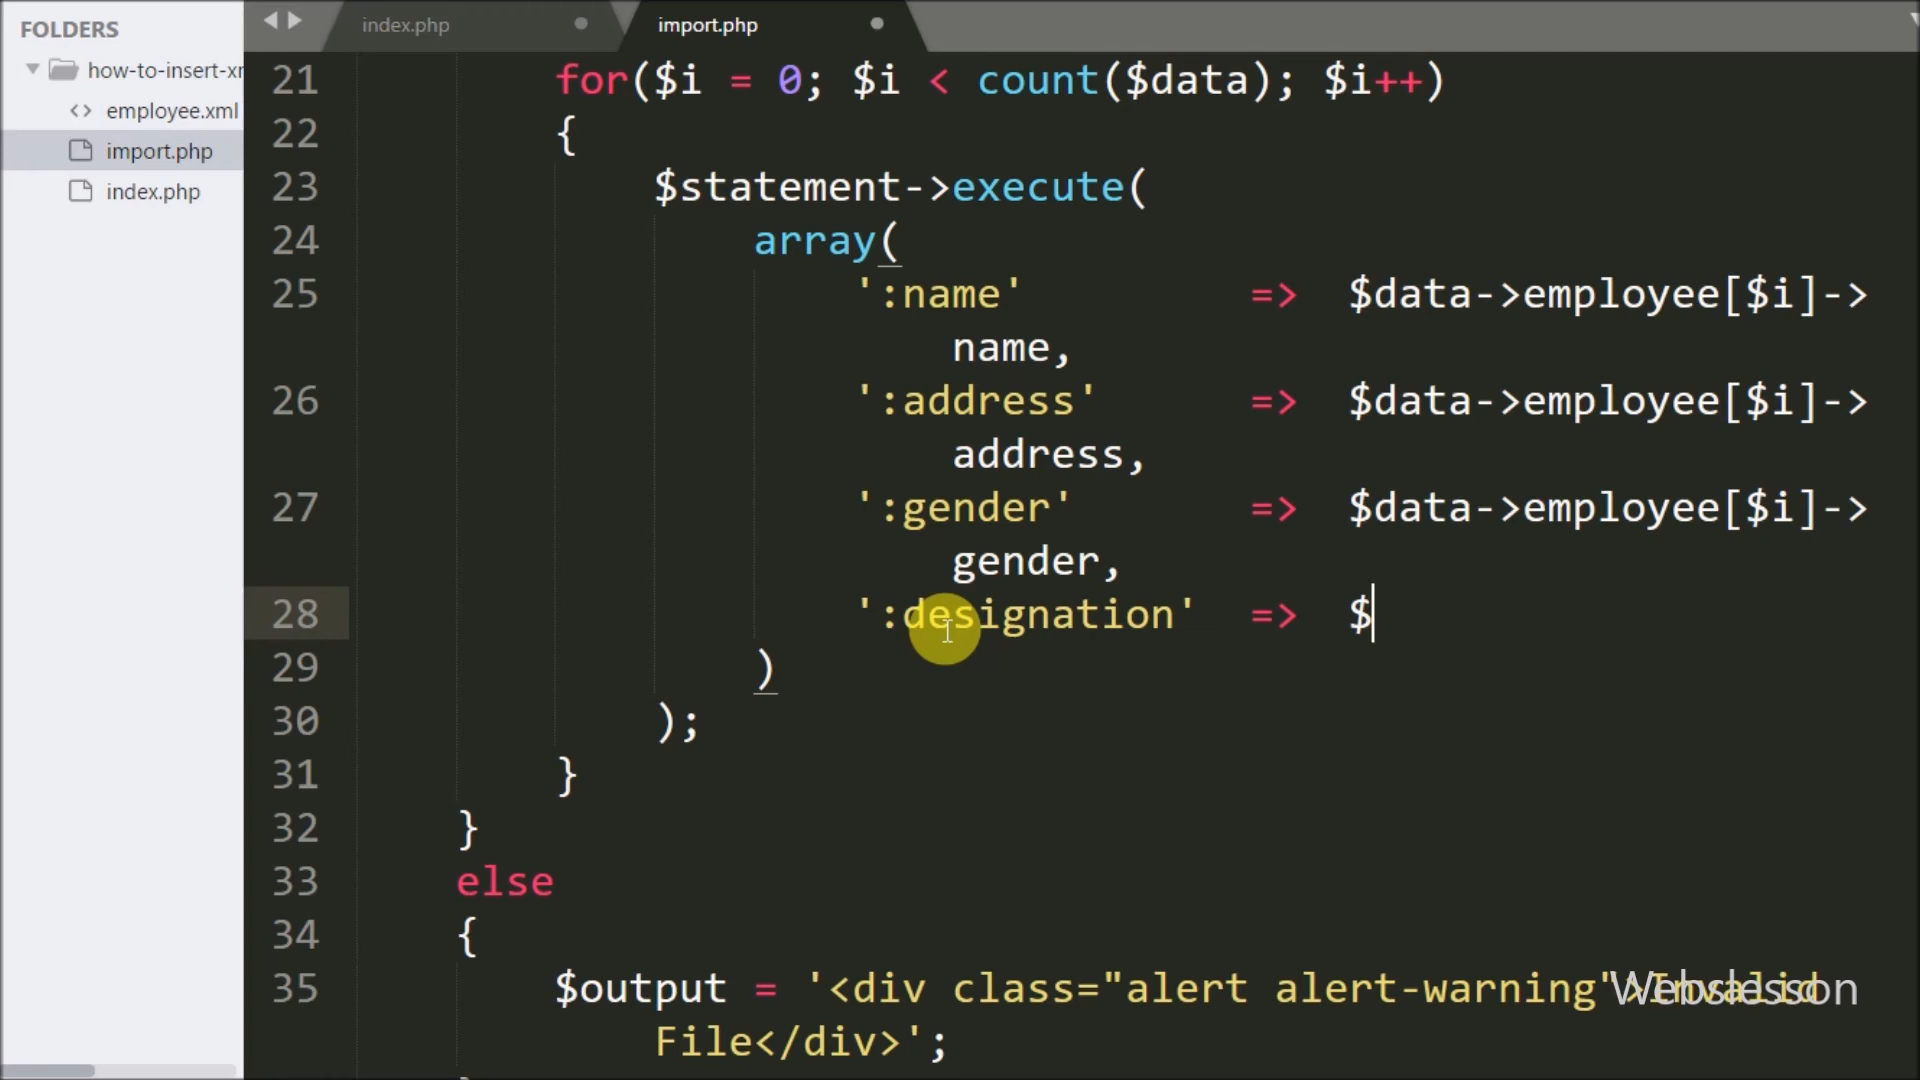 FOLDERS
how-to-insert-xr
employee.xml
import.php
index.php
index.php
import.php
21 for($i = 0; $i < count($data); $i++)
22 {
23 $statement->execute(
24 array(
25 ':name' => $data->employee[$i]->
name,
26 ':address' => $data->employee[$i]->
address,
27 ':gender' => $data->employee[$i]->
gender,
28 ':designation' => $
29 )
30 );
31 }
32 }
33 else
34 {
35 $output = '<div class="alert alert-warning">Invalid
File</div>';
Webslesson